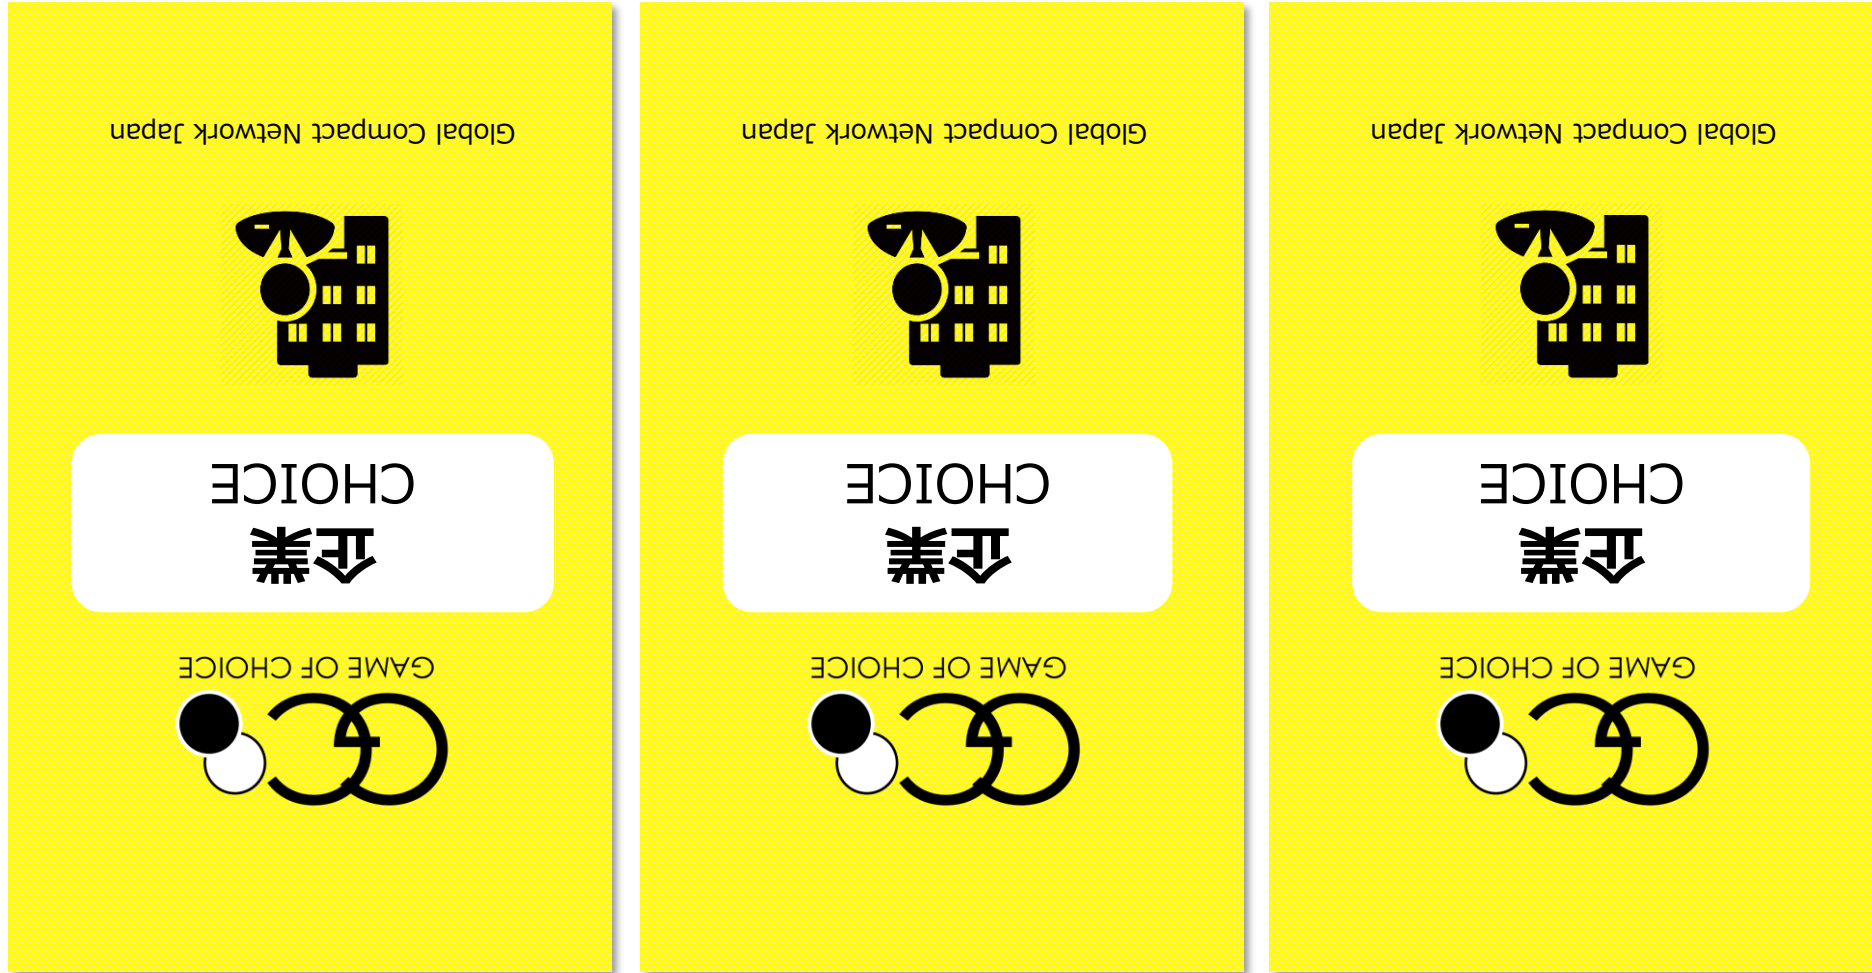 GAME OF CHOICE
企業
CHOICE
Global Compact Network Japan
GAME OF CHOICE
企業
CHOICE
Global Compact Network Japan
GAME OF CHOICE
企業
CHOICE
Global Compact Network Japan